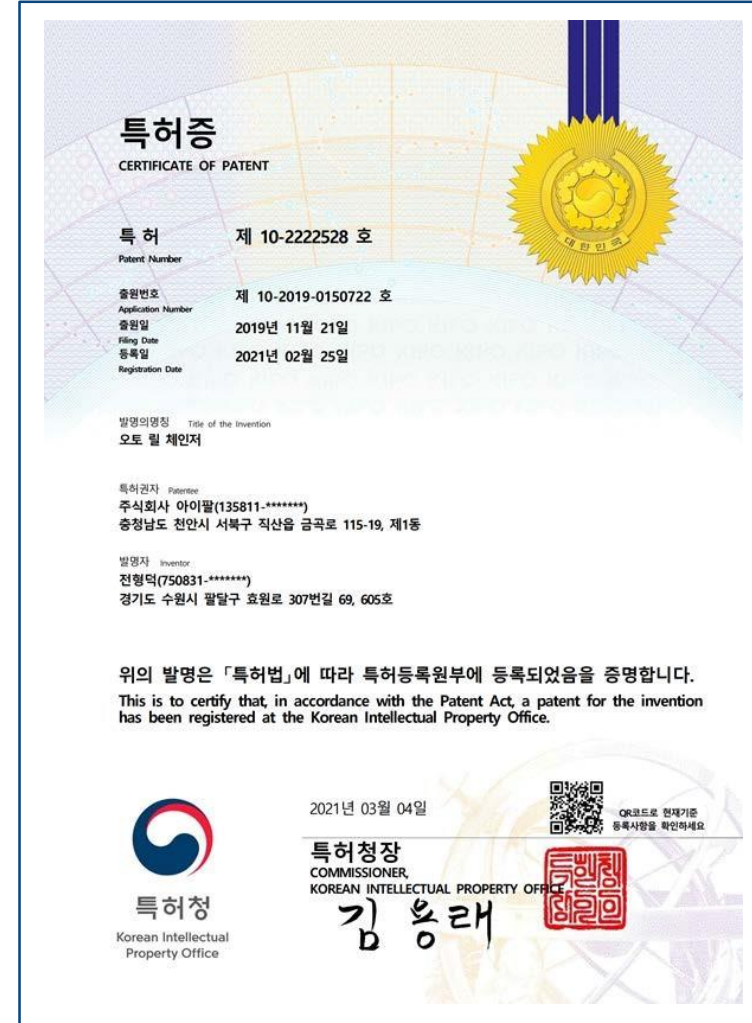 특허증
CERTIFICATE OF PATENT
대한민국
특 허 제 10-2222528 호
Patent Number
출원번호 제 10-2019-0150722 호
Application Number
출원일 2019년 11월 21일
Filing Date
등록일 2021년 02월 25일
Registration Date
발명의명칭 Title of the Invention
오토 릴 체인저
특허권자 Patentee
주식회사 아이팔(135811-*******)
충청남도 천안시 서북구 직산읍 금곡로 115-19, 제1동
발명자 Inventor
전형덕(750831-*******)
경기도 수원시 팔달구 효원로 307번길 69, 605호
위의 발명은 「특허법」에 따라 특허등록원부에 등록되었음을 증명합니다.
This is to certify that, in accordance with the Patent Act, a patent for the invention
has been registered at the Korean Intellectual Property Office.
2021년 03월 04일
QR코드로 현재기준
등록사항을 확인하세요
특허청장
COMMISSIONER,
KOREAN INTELLECTUAL PROPERTY OFFICE
김용래
특허청
Korean Intellectual
Property Office